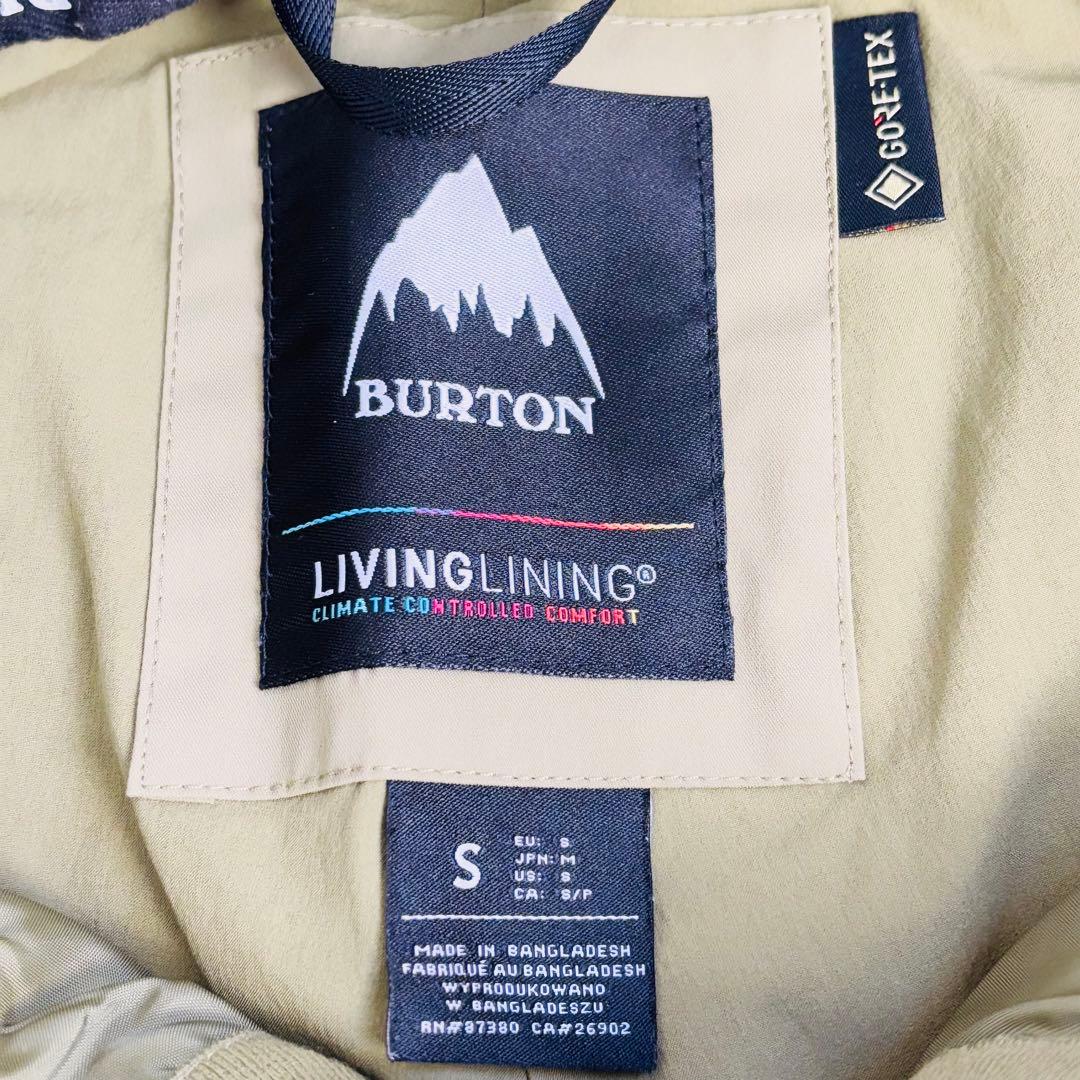 GORE-TEX
BURTON
LIVINGLINING®
CLIMATE CONTROLLED COMFORT
S
EU: S
JPN: M
US: S
CA: S/P
MADE IN BANGLADESH
FABRIQUÉ AU BANGLADESH
WYPRODUKOWANO
W BANGLADESZU
RN#87380 CA#26902